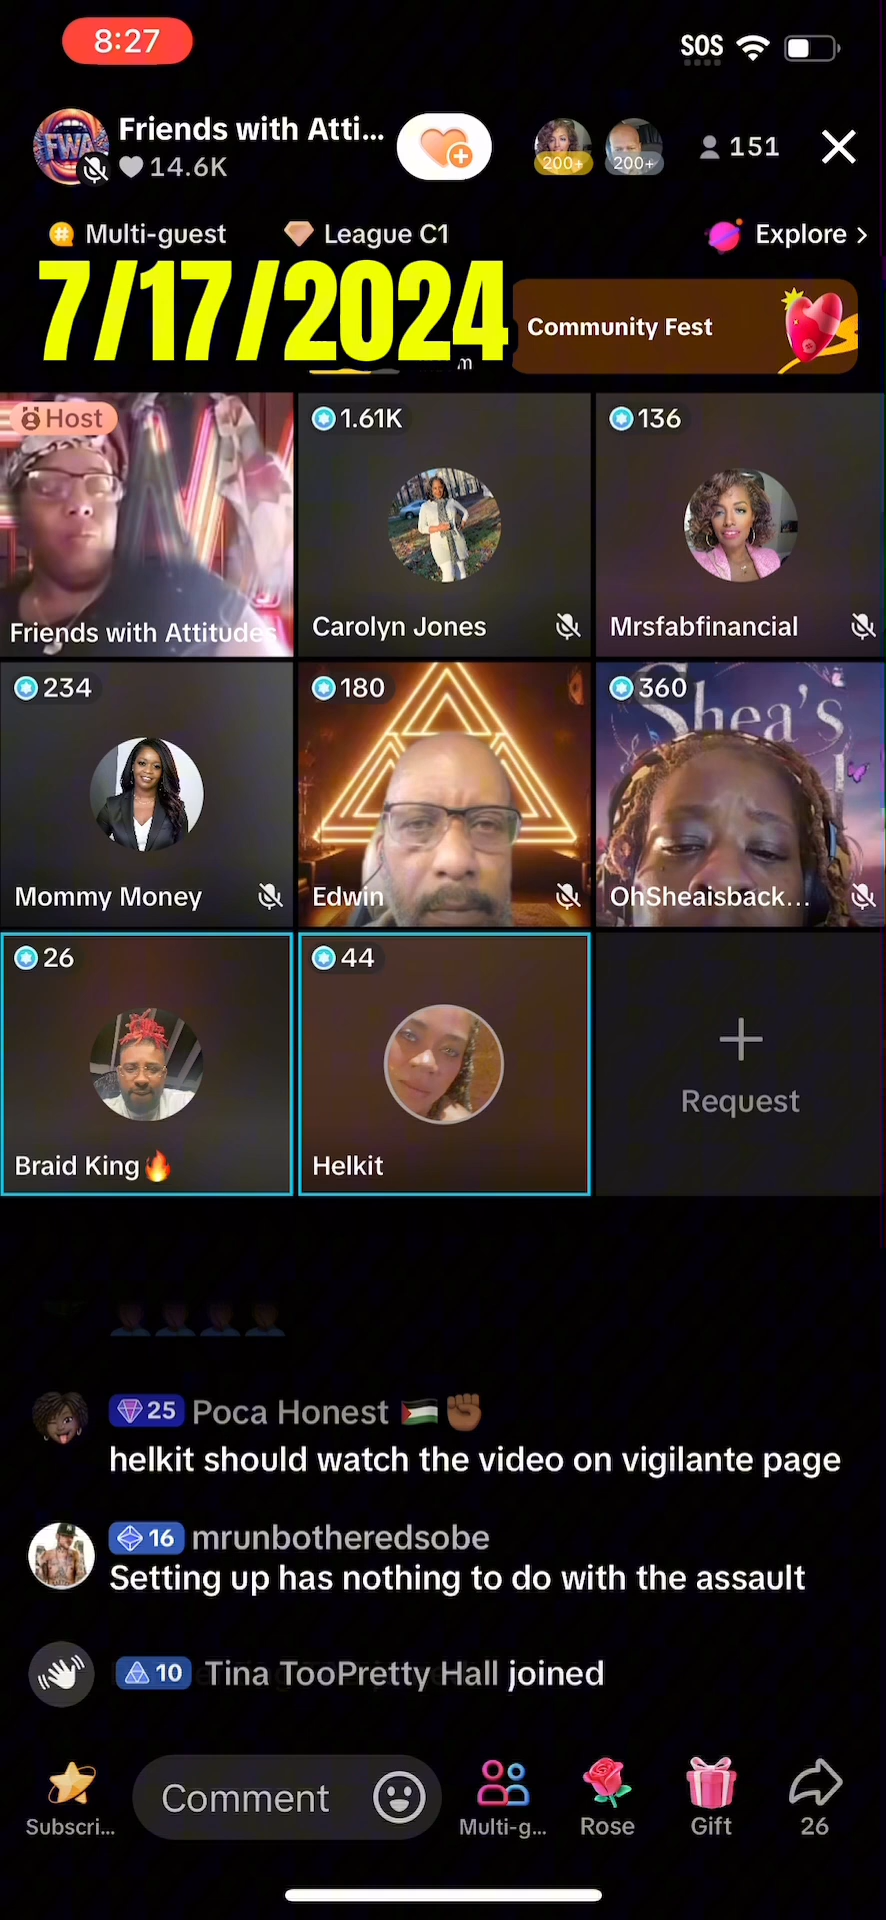 8:27
SOS
FWA
Friends with Atti...
14.6K
200+
200+
151
Multi-guest
League C1
Explore >
7/17/2024
Community Fest
m
Host
1.61K
136
Friends with Attitudes
Carolyn Jones
Mrsfabfinancial
234
180
360
Shea's
Mommy Money
Edwin
OhSheaisback...
26
44
Braid King🔥
Helkit
+
Request
25 Poca Honest 🇵🇸✊🏾
helkit should watch the video on vigilante page
16 mrunbotheredsobe
Setting up has nothing to do with the assault
10 Tina TooPretty Hall joined
Subscri...
Comment
Multi-g...
Rose
Gift
26